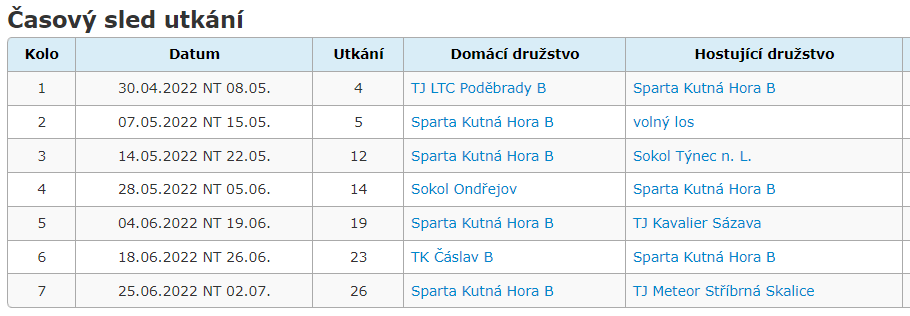 Časový sled utkání
Kolo Datum Utkání Domácí družstvo Hostující družstvo
1 30.04.2022 NT 08.05. 4 TJ LTC Poděbrady B Sparta Kutná Hora B
2 07.05.2022 NT 15.05. 5 Sparta Kutná Hora B volný los
3 14.05.2022 NT 22.05. 12 Sparta Kutná Hora B Sokol Týnec n. L.
4 28.05.2022 NT 05.06. 14 Sokol Ondřejov Sparta Kutná Hora B
5 04.06.2022 NT 19.06. 19 Sparta Kutná Hora B TJ Kavalier Sázava
6 18.06.2022 NT 26.06. 23 TK Čáslav B Sparta Kutná Hora B
7 25.06.2022 NT 02.07. 26 Sparta Kutná Hora B TJ Meteor Stříbrná Skalice